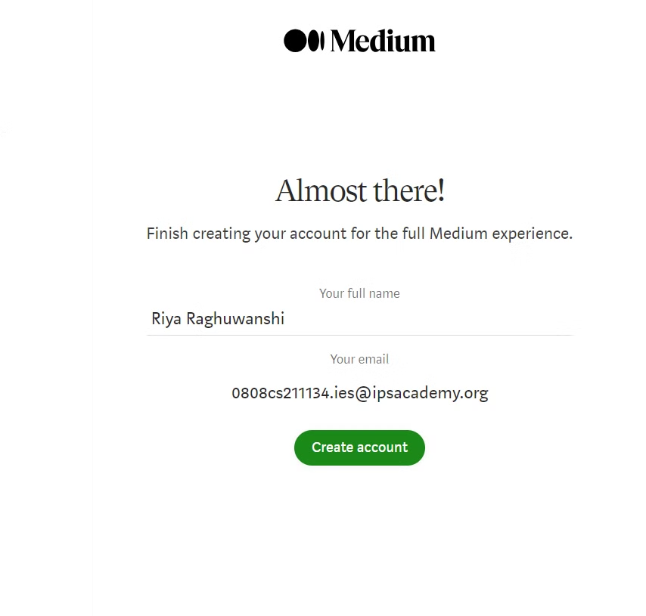 Medium
Almost there!
Finish creating your account for the full Medium experience.
Your full name
Riya Raghuwanshi
Your email
0808cs211134.ies@ipsacademy.org
Create account